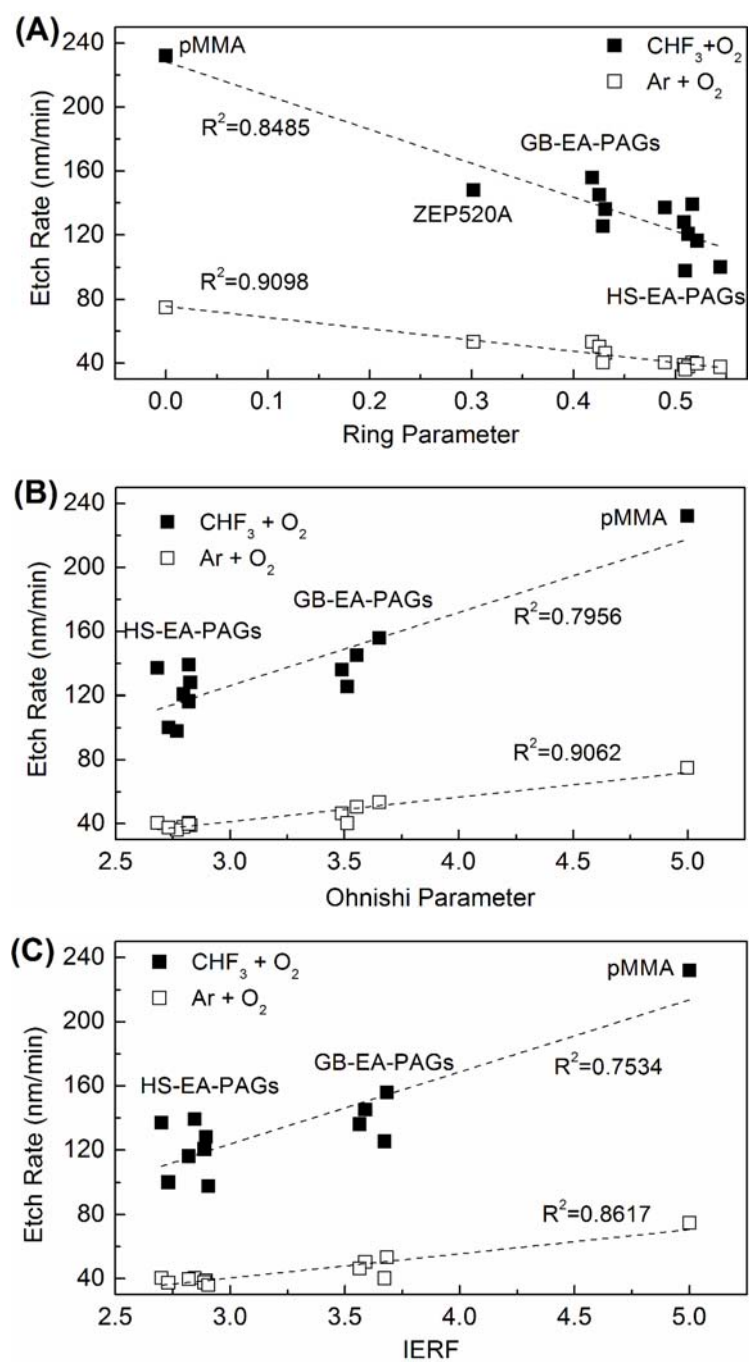 (A)
240
200
160
120
80
40
Etch Rate (nm/min)
pMMA
CHF₃+O₂
Ar + O₂
R²=0.8485
GB-EA-PAGs
ZEP520A
R²=0.9098
HS-EA-PAGs
0.0 0.1 0.2 0.3 0.4 0.5
Ring Parameter
(B)
240
200
160
120
80
40
Etch Rate (nm/min)
CHF₃ + O₂
Ar + O₂
pMMA
GB-EA-PAGs
HS-EA-PAGs
R²=0.7956
R²=0.9062
2.5 3.0 3.5 4.0 4.5 5.0
Ohnishi Parameter
(C)
240
200
160
120
80
40
Etch Rate (nm/min)
CHF₃ + O₂
Ar + O₂
pMMA
GB-EA-PAGs
HS-EA-PAGs
R²=0.7534
R²=0.8617
2.5 3.0 3.5 4.0 4.5 5.0
IERF